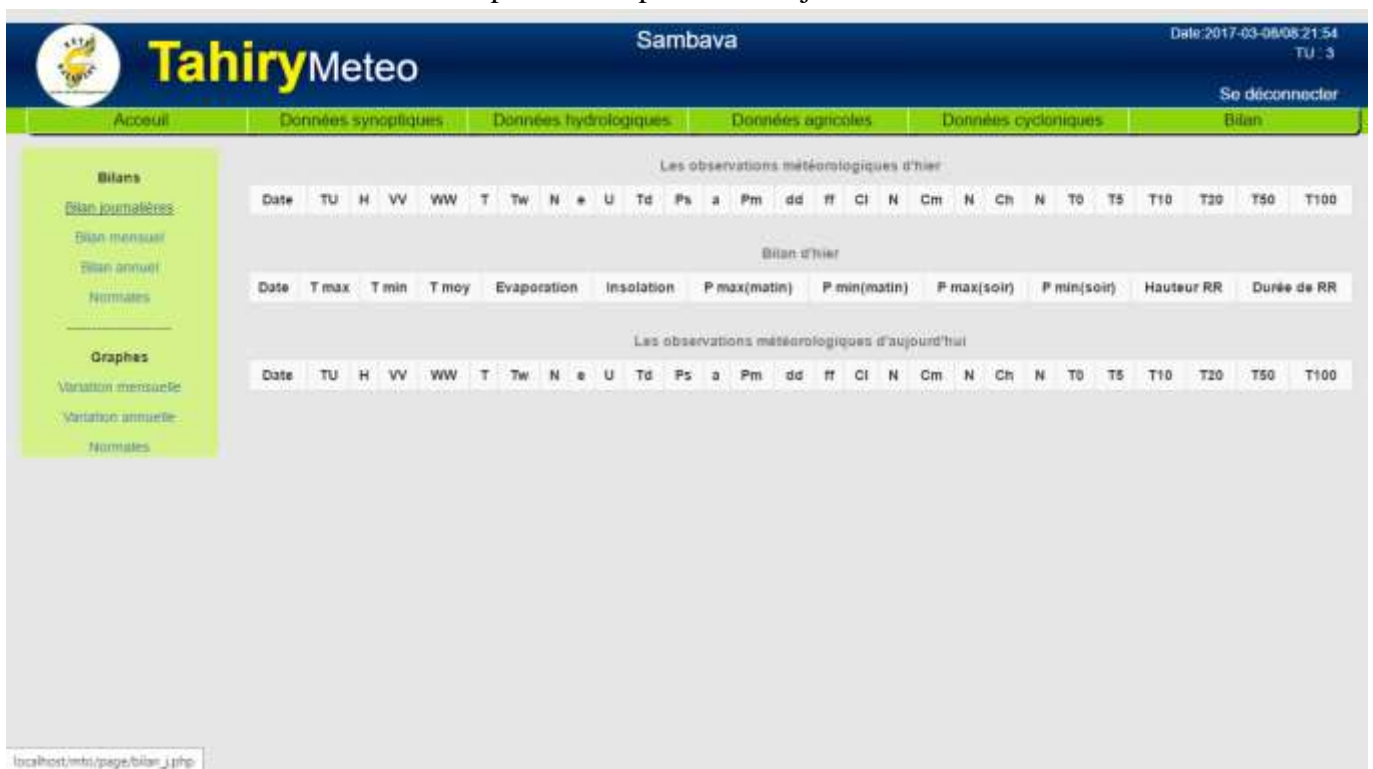 TahiryMeteo
Sambava
Date:2017-03-08/08:21:54
TU : 3
Se déconnecter
Acceuil Données synoptiques Données hydrologiques Données agricoles Données cycloniques Bilan
Bilans
Bilan journalières
Bilan mensuel
Bilan annuel
Normales
Graphes
Variation mensuelle
Variation annuelle
Normales
Les observations météorologiques d'hier
Date TU H VV WW T Tw N e U Td Ps a Pm dd ff Cl N Cm N Ch N T0 T5 T10 T20 T50 T100
Bilan d'hier
Date T max T min T moy Evaporation Insolation P max(matin) P min(matin) P max(soir) P min(soir) Hauteur RR Durée de RR
Les observations météorologiques d'aujourd'hui
Date TU H VV WW T Tw N e U Td Ps a Pm dd ff Cl N Cm N Ch N T0 T5 T10 T20 T50 T100
localhost/mto/page/bilan_j.php